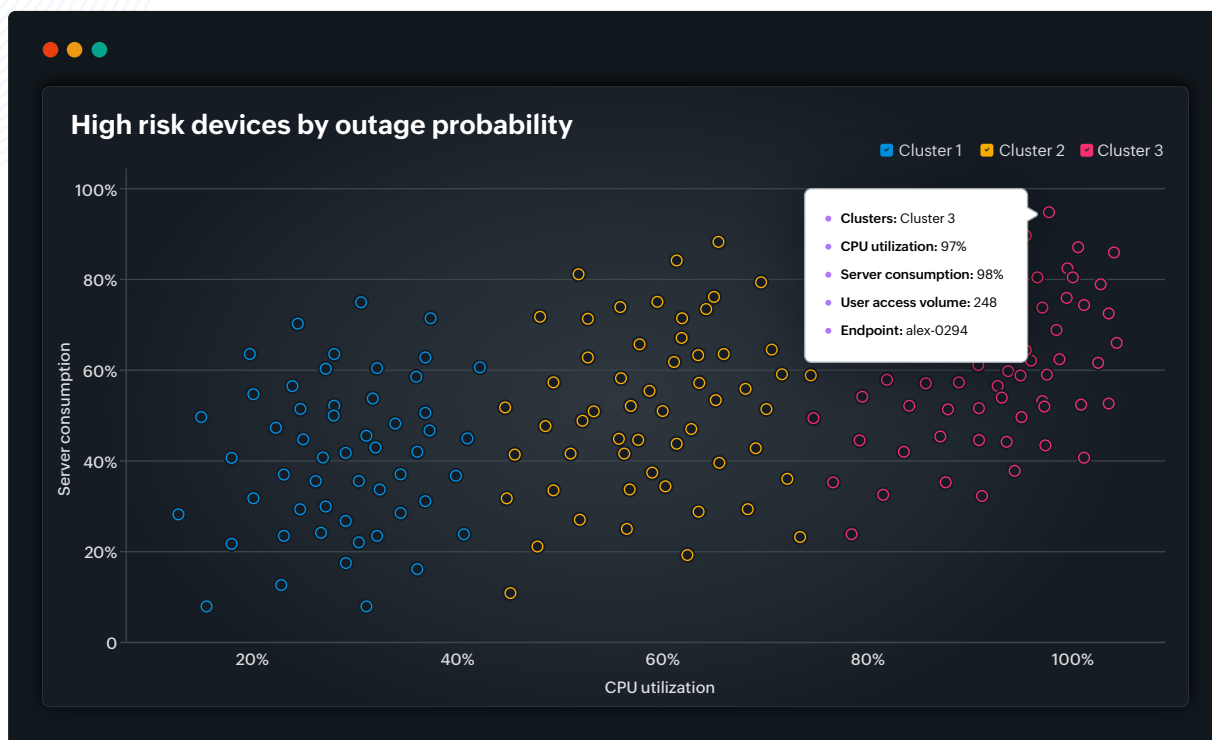 High risk devices by outage probability
Cluster 1 Cluster 2 Cluster 3
100%
80%
60%
40%
20%
0
Server consumption
Clusters: Cluster 3
CPU utilization: 97%
Server consumption: 98%
User access volume: 248
Endpoint: alex-0294
20% 40% 60% 80% 100%
CPU utilization